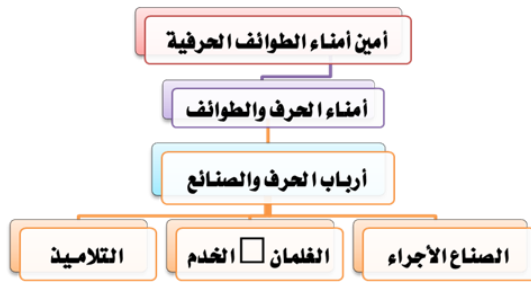 أمين أمناء الطوائف الحرفية
أمناء الحرف والطوائف
أرباب الحرف والصنائع
الصناع الأجراء
الغلمان □ الخدم
التلاميذ